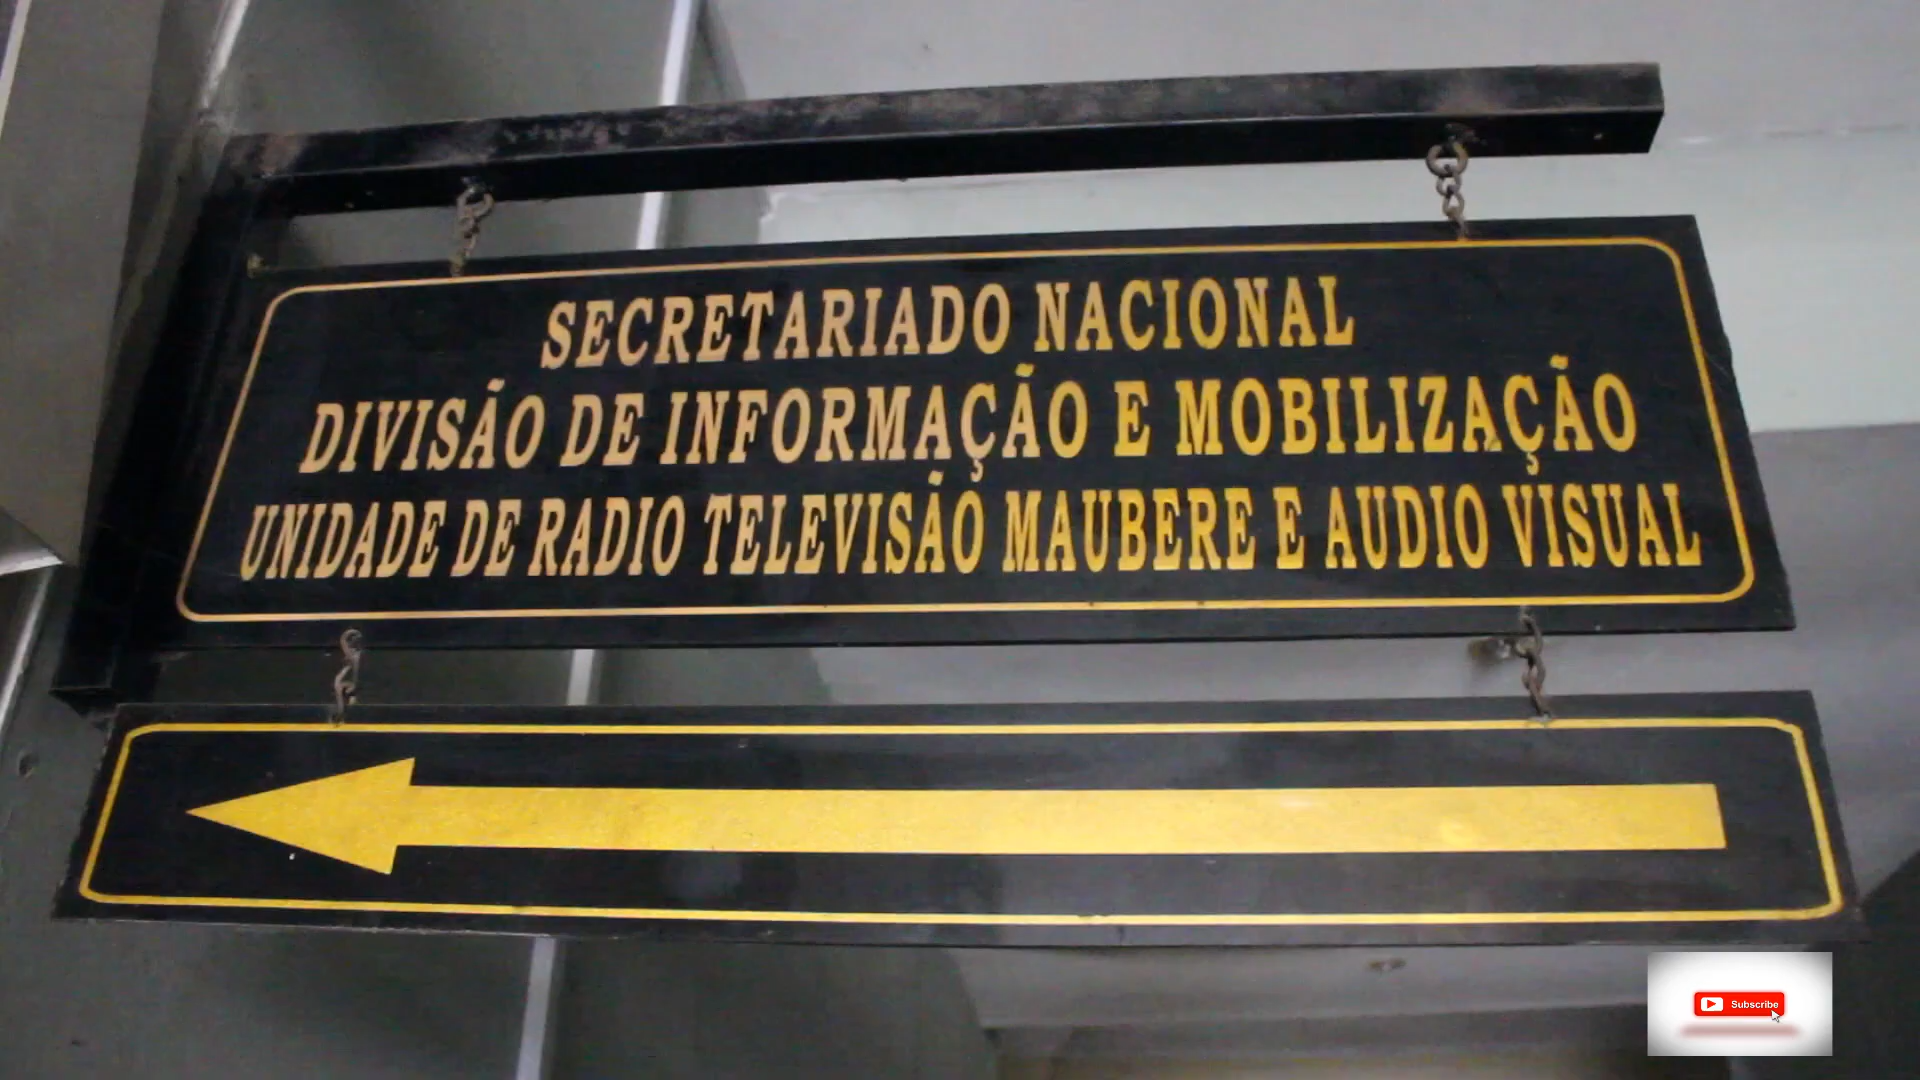 SECRETARIADO NACIONAL
DIVISÃO DE INFORMAÇÃO E MOBILIZAÇÃO
UNIDADE DE RADIO TELEVISÃO MAUBERE E AUDIO VISUAL
Subscribe